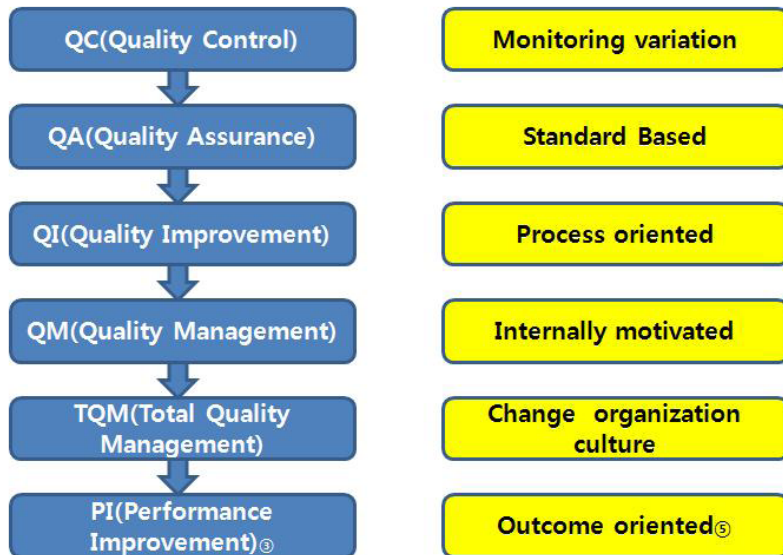 QC(Quality Control)
Monitoring variation
QA(Quality Assurance)
Standard Based
QI(Quality Improvement)
Process oriented
QM(Quality Management)
Internally motivated
TQM(Total Quality
Management)
Change organization
culture
PI(Performance
Improvement)③
Outcome oriented⑤